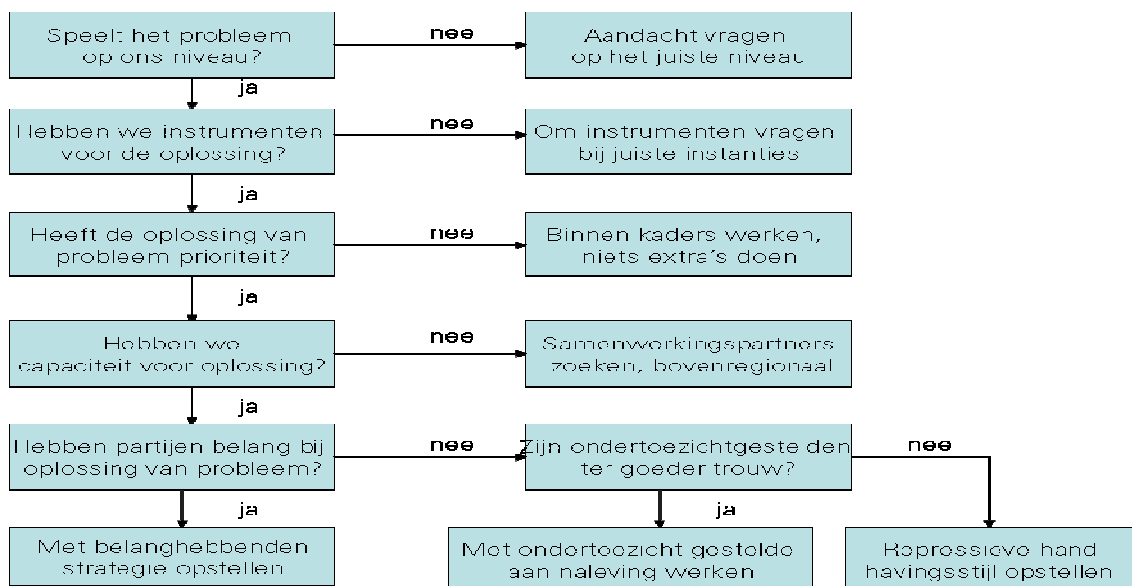 Speelt het probleem
op ons niveau?
nee
Aandacht vragen
op het juiste niveau
ja
Hebben we instrumenten
voor de oplossing?
nee
Om instrumenten vragen
bij juiste instanties
ja
Heeft de oplossing van
probleem prioriteit?
nee
Binnen kaders werken,
niets extra's doen
ja
Hebben we
capaciteit voor oplossing?
nee
Samenwerkingspartners
zoeken, bovenregionaal
ja
Hebben partijen belang bij
oplossing van probleem?
nee
Zijn ondertoezichtgestelden
ter goeder trouw?
nee
ja
Met belanghebbenden
strategie opstellen
ja
Met ondertoezicht gestelde
aan naleving werken
Repressieve hand
havingsstijl opstellen